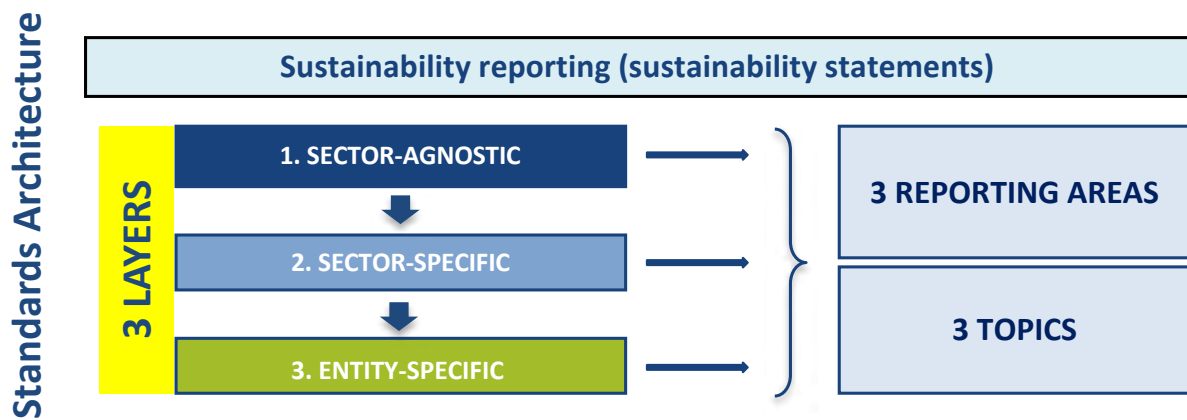 Standards Architecture
Sustainability reporting (sustainability statements)
3 LAYERS
1. SECTOR-AGNOSTIC
2. SECTOR-SPECIFIC
3. ENTITY-SPECIFIC
3 REPORTING AREAS
3 TOPICS